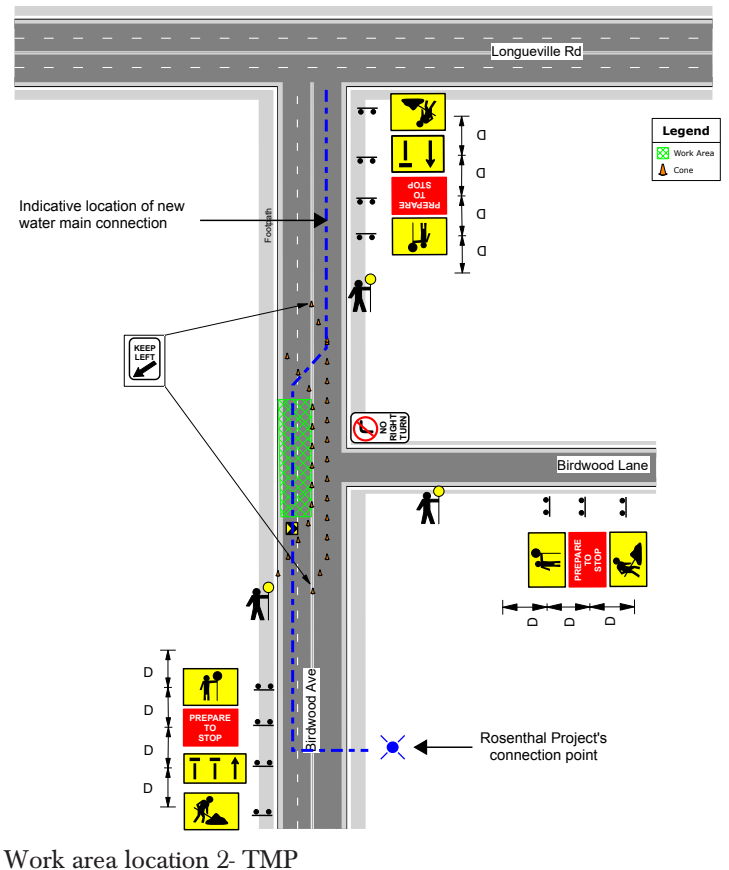 Longueville Rd
Legend
Work Area
Cone
D
D
D
D
PREPARE
TO
STOP
Indicative location of new
water main connection
Footpath
KEEP
LEFT
NO
RIGHT
TURN
Birdwood Lane
PREPARE
TO
STOP
D
D
D
Birdwood Ave
D
D
D
D
PREPARE
TO
STOP
Rosenthal Project's
connection point
Work area location 2- TMP